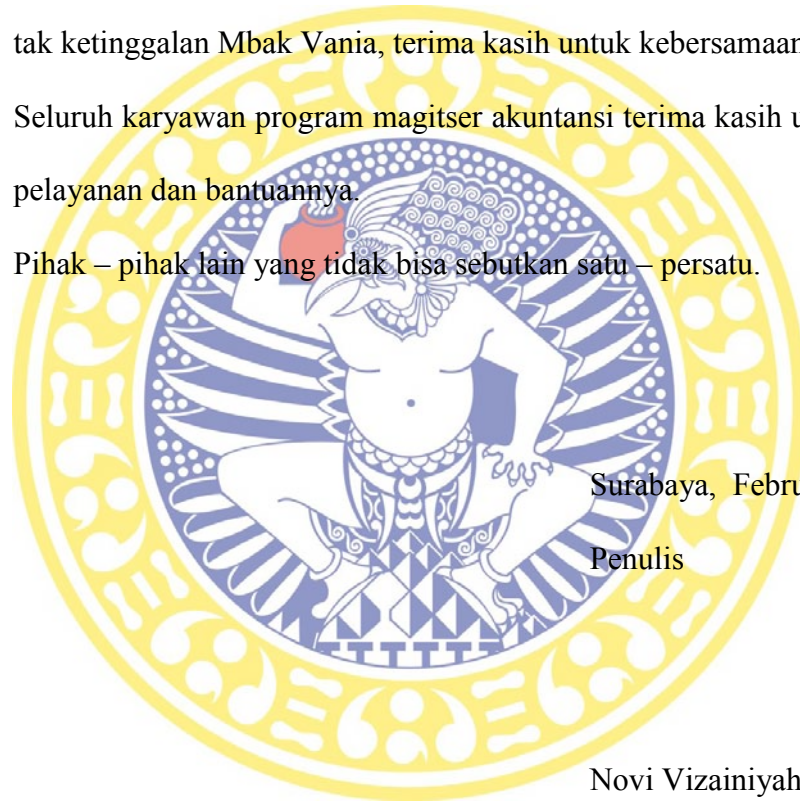 tak ketinggalan Mbak Vania, terima kasih untuk kebersamaan
Seluruh karyawan program magitser akuntansi terima kasih
pelayanan dan bantuannya.
Pihak – pihak lain yang tidak bisa sebutkan satu – persatu.
Surabaya, Febru
Penulis
Novi Vizainiyah